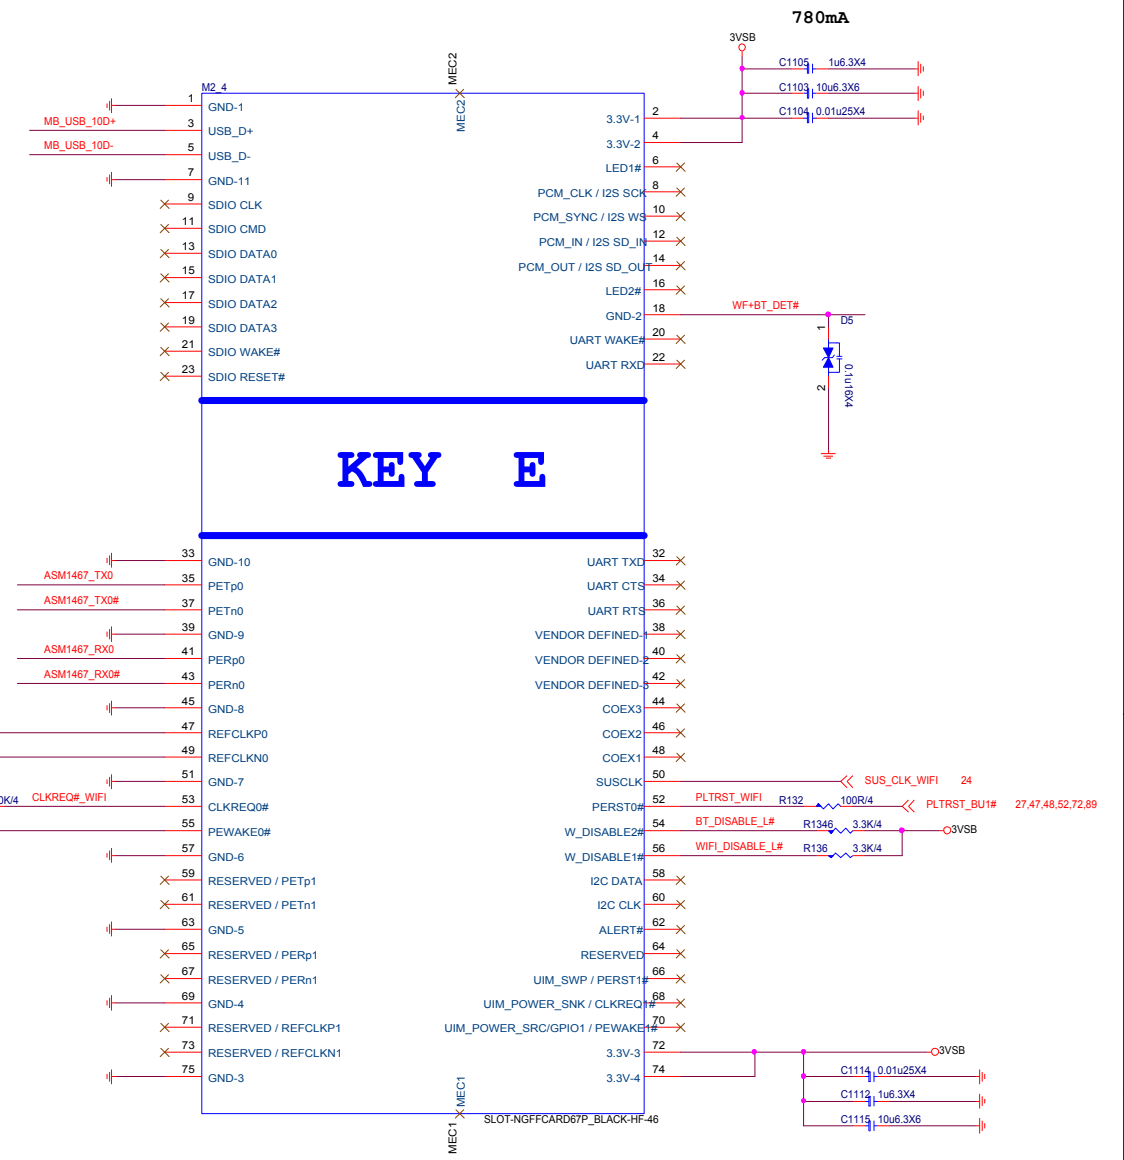 780mA
3VSB
C1105 1u6.3X4
C1103 10u6.3X6
C1104 0.01u25X4
MEC2
MEC2
M2_4
1 GND-1
MB_USB_10D+ 3 USB_D+
MB_USB_10D- 5 USB_D-
7 GND-11
9 SDIO CLK
11 SDIO CMD
13 SDIO DATA0
15 SDIO DATA1
17 SDIO DATA2
19 SDIO DATA3
21 SDIO WAKE#
23 SDIO RESET#
3.3V-1 2
3.3V-2 4
LED1# 6
PCM_CLK / I2S SCK 8
PCM_SYNC / I2S WS 10
PCM_IN / I2S SD_IN 12
PCM_OUT / I2S SD_OUT 14
LED2# 16
GND-2 18 WF+BT_DET#
UART WAKE# 20
UART RXD 22
D5
1
2
0.1u16X4
KEY E
33 GND-10
ASM1467_TX0 35 PETp0
ASM1467_TX0# 37 PETn0
39 GND-9
ASM1467_RX0 41 PERp0
ASM1467_RX0# 43 PERn0
45 GND-8
47 REFCLKP0
49 REFCLKN0
51 GND-7
0K/4 CLKREQ#_WIFI 53 CLKREQ0#
55 PEWAKE0#
57 GND-6
59 RESERVED / PETp1
61 RESERVED / PETn1
63 GND-5
65 RESERVED / PERp1
67 RESERVED / PERn1
69 GND-4
71 RESERVED / REFCLKP1
73 RESERVED / REFCLKN1
75 GND-3
UART TXD 32
UART CTS 34
UART RTS 36
VENDOR DEFINED-1 38
VENDOR DEFINED-2 40
VENDOR DEFINED-3 42
COEX3 44
COEX2 46
COEX1 48
SUSCLK 50 SUS_CLK_WIFI 24
PERST0# 52 PLTRST_WIFI R132 100R/4 PLTRST_BU1# 27,47,48,52,72,89
W_DISABLE2# 54 BT_DISABLE_L# R1346 3.3K/4 3VSB
W_DISABLE1# 56 WIFI_DISABLE_L# R136 3.3K/4
I2C DATA 58
I2C CLK 60
ALERT# 62
RESERVED 64
UIM_SWP / PERST1# 66
UIM_POWER_SNK / CLKREQ1# 68
UIM_POWER_SRC/GPIO1 / PEWAKE1# 70
3.3V-3 72 3VSB
3.3V-4 74
C1114 0.01u25X4
C1112 1u6.3X4
C1115 10u6.3X6
MEC1
MEC1
SLOT-NGFFCARD67P_BLACK-HF-46